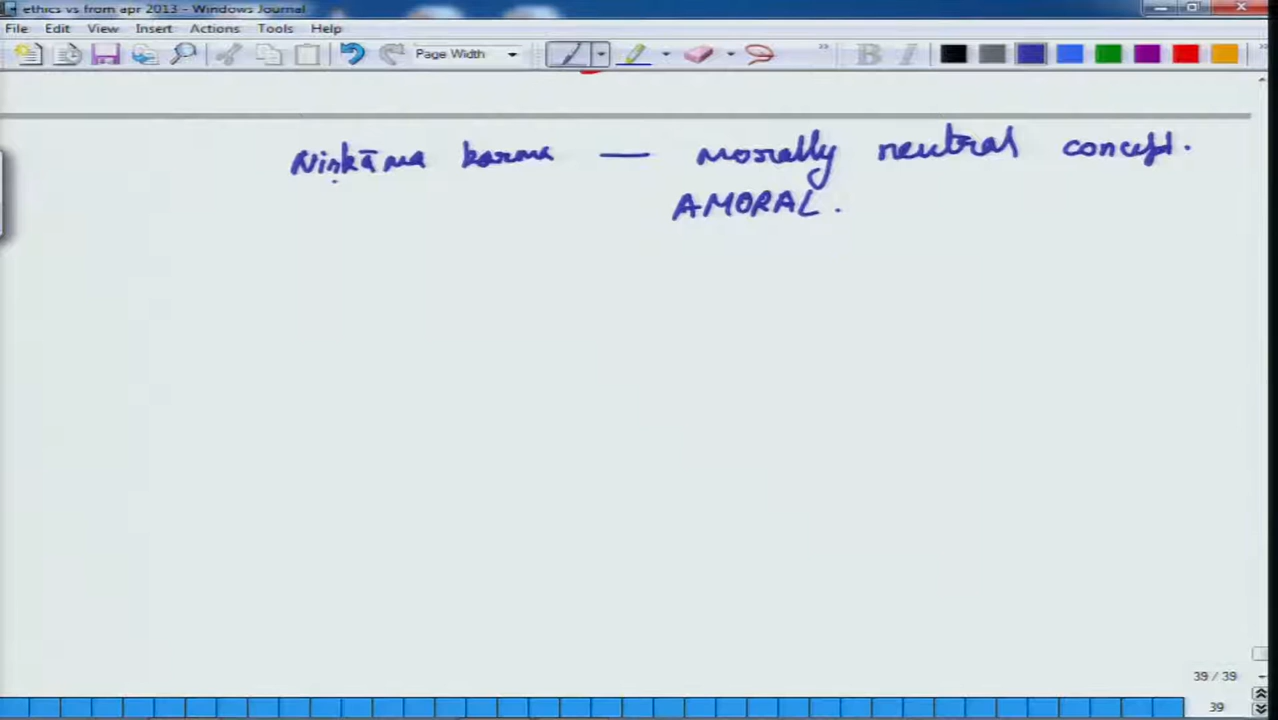 ethics vs from apr 2013 - Windows Journal
File Edit View Insert Actions Tools Help
Page Width B I
Niṣkāma karma — morally neutral concept.
AMORAL.
39 / 39
39